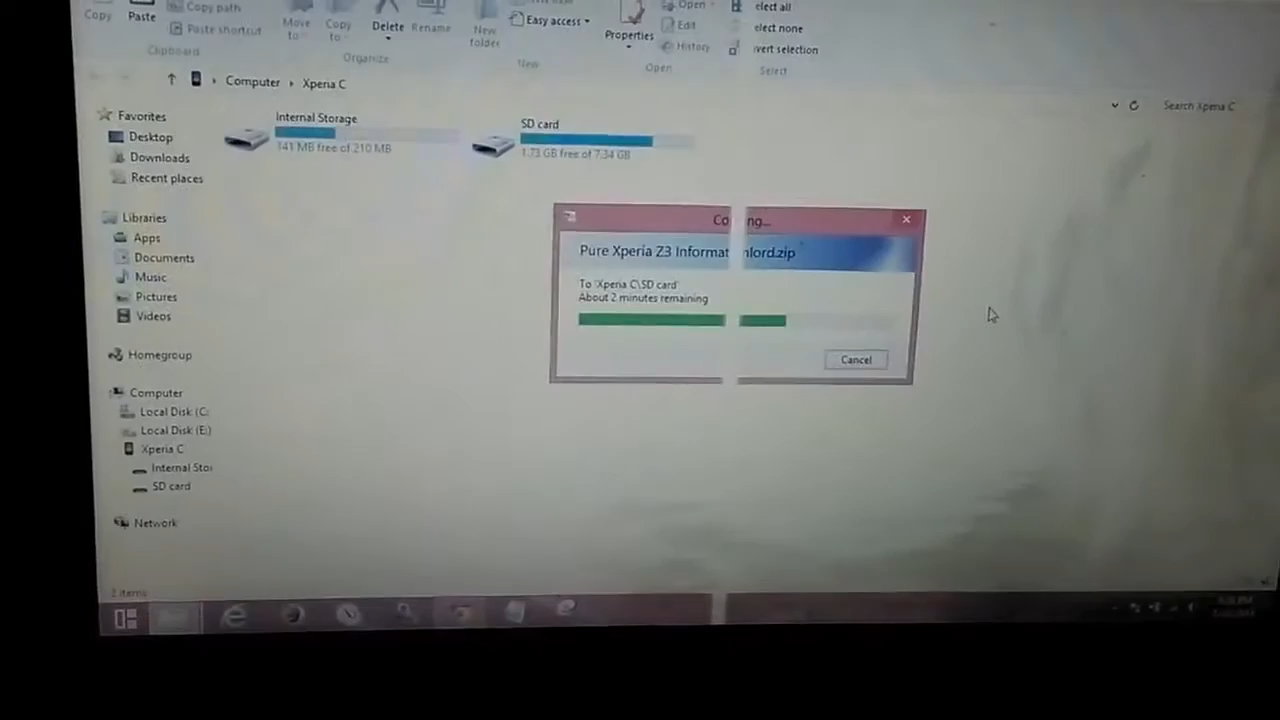 Copy
Paste
Copy path
Paste shortcut
Clipboard
Move
to
Copy
to
Delete
Rename
Organize
New
folder
Easy access
New
Properties
Open
Edit
History
Open
elect all
elect none
vert selection
Select
Computer
Xperia C
Search Xperia C
Favorites
Desktop
Downloads
Recent places
Libraries
Apps
Documents
Music
Pictures
Videos
Homegroup
Computer
Local Disk (C:
Local Disk (E:)
Xperia C
Internal Stor
SD card
Network
Internal Storage
141 MB free of 210 MB
SD card
1.73 GB free of 7.34 GB
Co ng...
Pure Xperia Z3 Informat nlord.zip
To 'Xperia C\SD card'
About 2 minutes remaining
Cancel
2 items